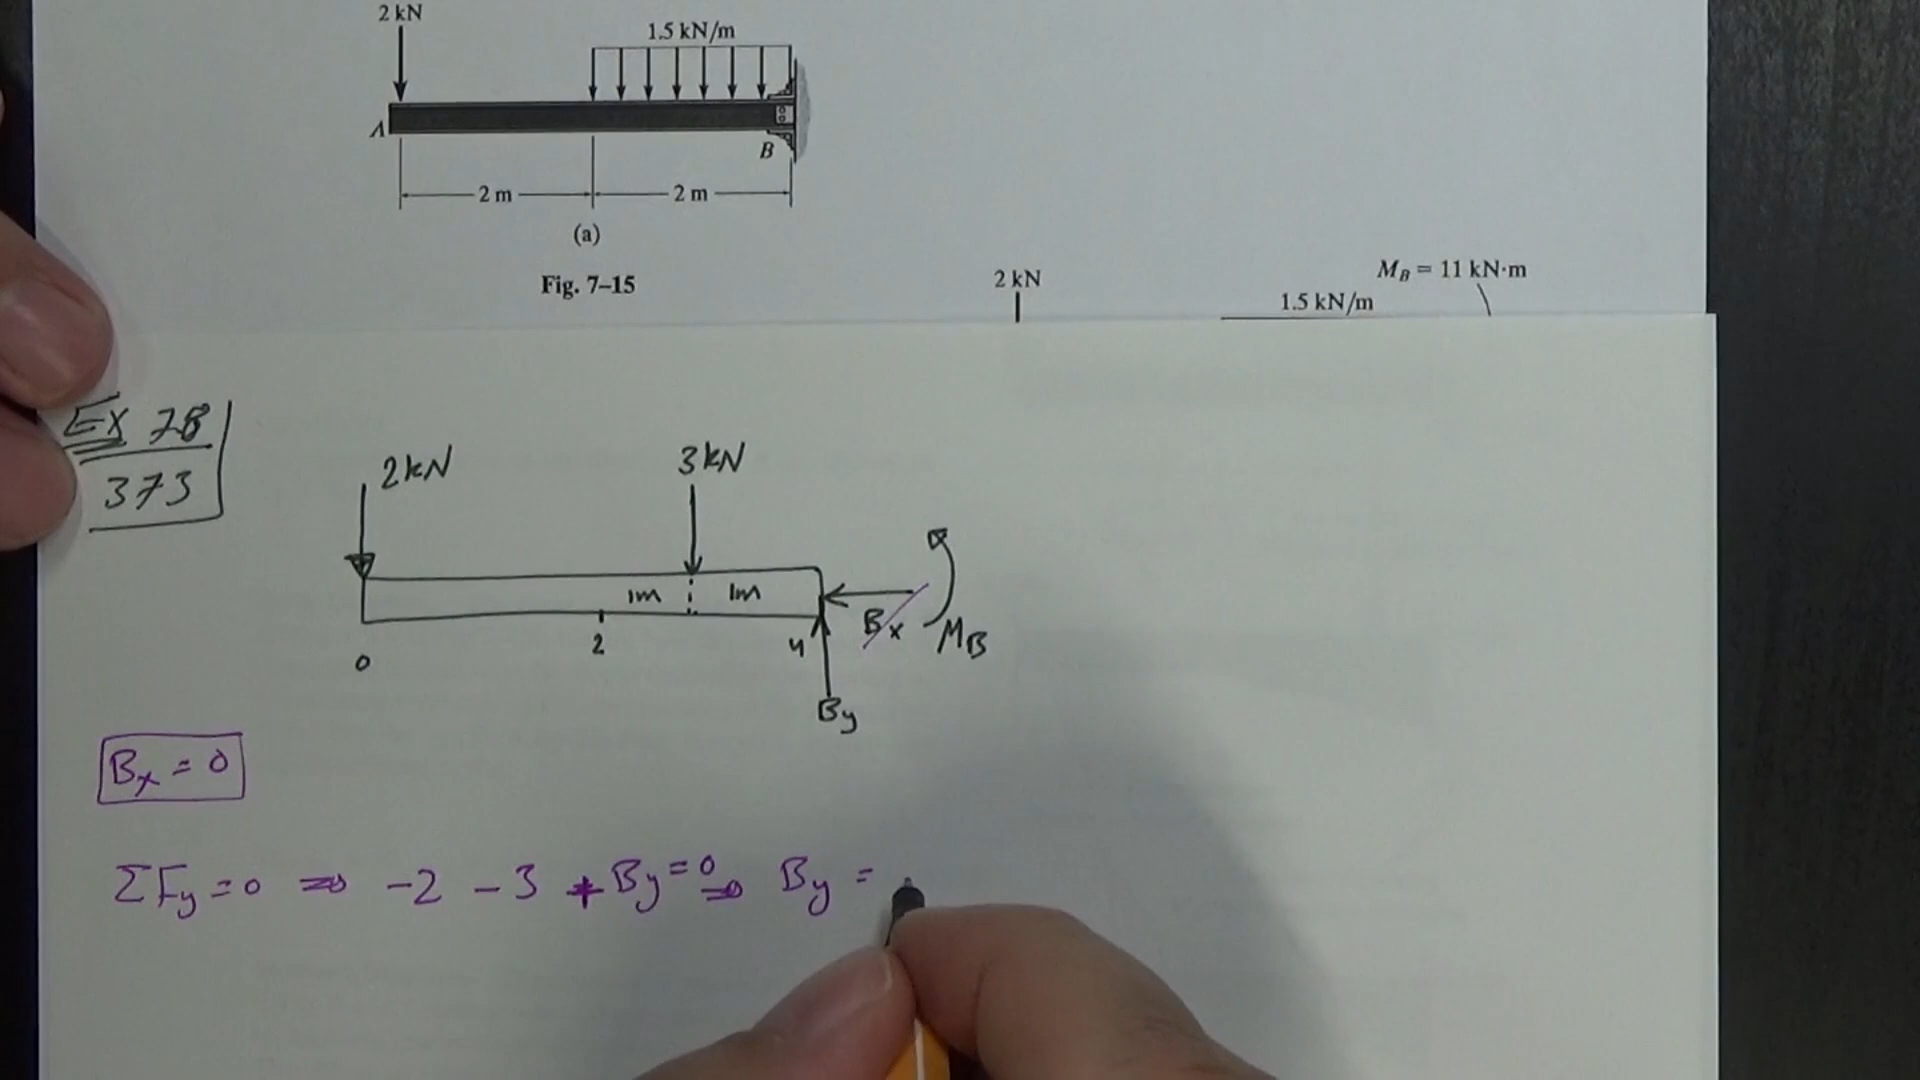 2 kN
1.5 kN/m
A
B
2 m
2 m
(a)
Fig. 7–15
2 kN
M_B = 11 kN·m
1.5 kN/m
Ex 78
373
2kN
3kN
1m
1m
Bx
MB
0
2
4
By
Bx = 0
ΣFy = 0 ⇒ -2 - 3 + By = 0 ⇒ By =